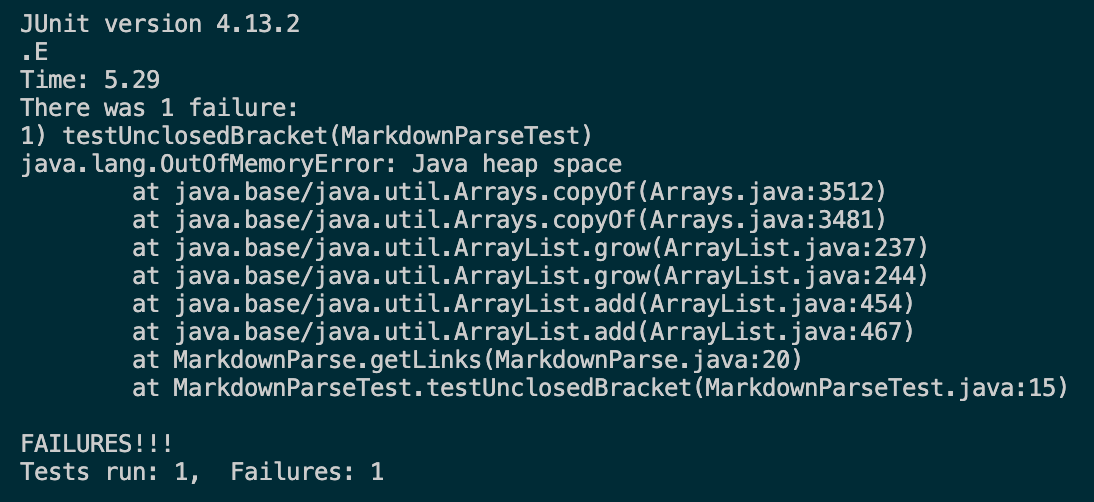 JUnit version 4.13.2
.E
Time: 5.29
There was 1 failure:
1) testUnclosedBracket(MarkdownParseTest)
java.lang.OutOfMemoryError: Java heap space
        at java.base/java.util.Arrays.copyOf(Arrays.java:3512)
        at java.base/java.util.Arrays.copyOf(Arrays.java:3481)
        at java.base/java.util.ArrayList.grow(ArrayList.java:237)
        at java.base/java.util.ArrayList.grow(ArrayList.java:244)
        at java.base/java.util.ArrayList.add(ArrayList.java:454)
        at java.base/java.util.ArrayList.add(ArrayList.java:467)
        at MarkdownParse.getLinks(MarkdownParse.java:20)
        at MarkdownParseTest.testUnclosedBracket(MarkdownParseTest.java:15)

FAILURES!!!
Tests run: 1,  Failures: 1